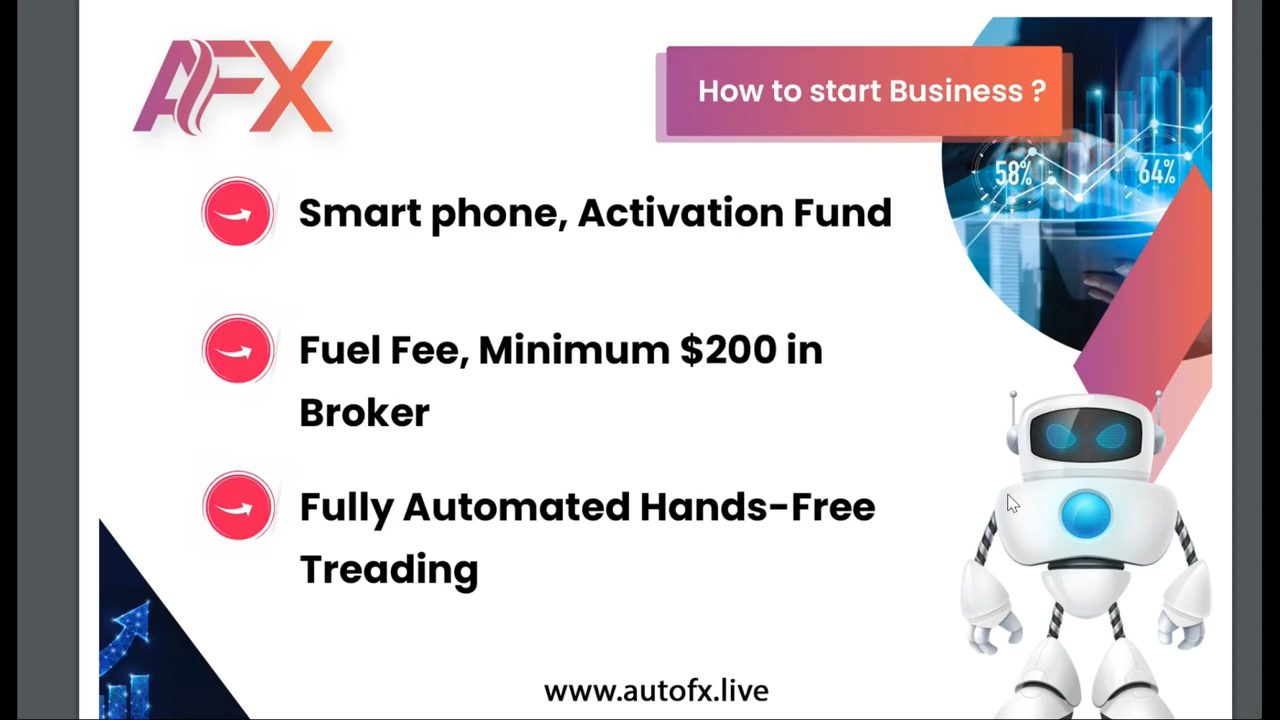 AFX
How to start Business ?
58%
64%
Smart phone, Activation Fund
Fuel Fee, Minimum $200 in
Broker
Fully Automated Hands-Free
Treading
www.autofx.live